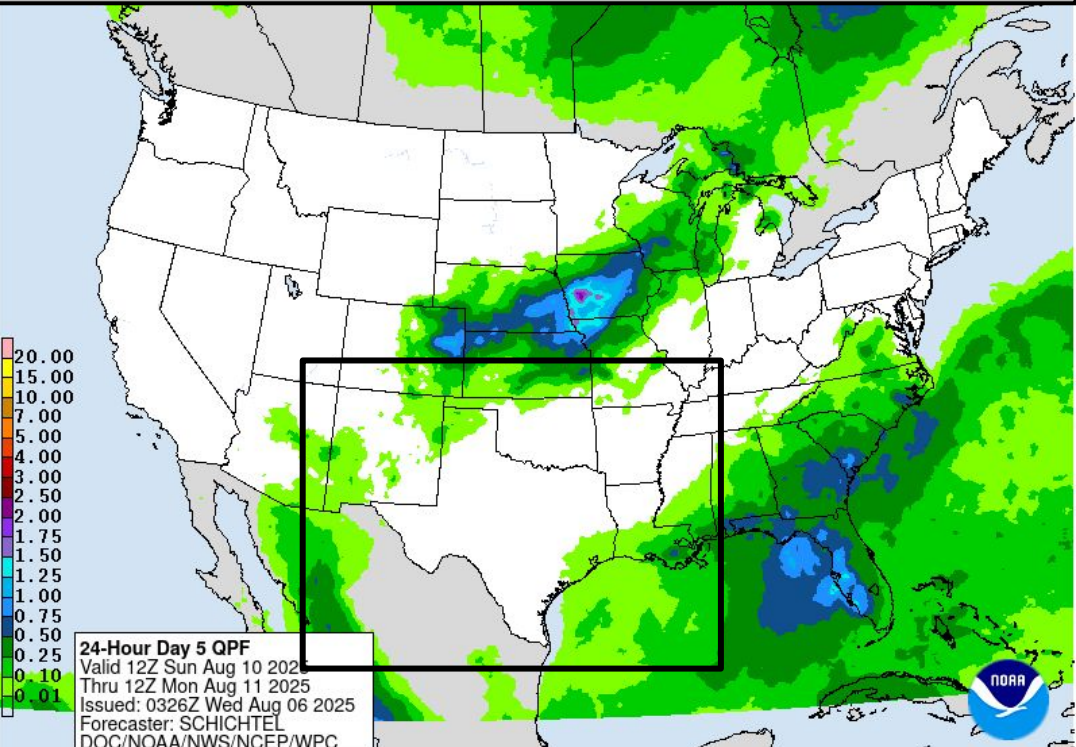 20.00
15.00
10.00
7.00
5.00
4.00
3.00
2.50
2.00
1.75
1.50
1.25
1.00
0.75
0.50
0.25
0.10
0.01
24-Hour Day 5 QPF
Valid 12Z Sun Aug 10 2025
Thru 12Z Mon Aug 11 2025
Issued: 0326Z Wed Aug 06 2025
Forecaster: SCHICHTEL
DOC/NOAA/NWS/NCEP/WPC
NOAA